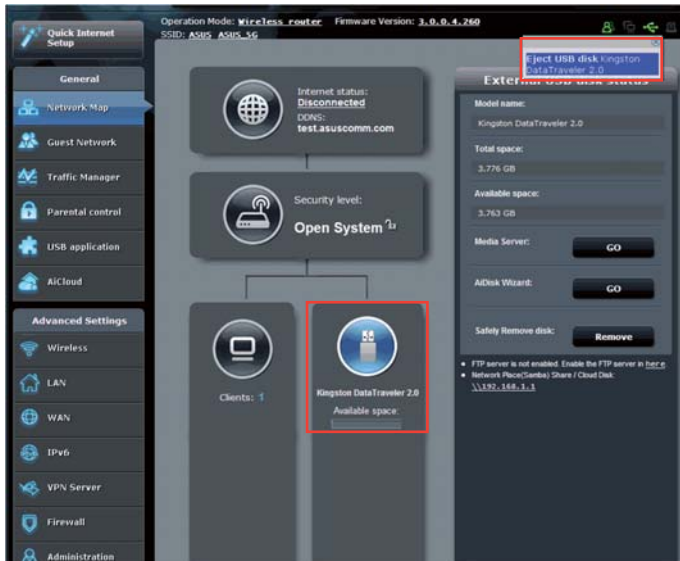 Quick Internet
Setup
Operation Mode: Wireless router Firmware Version: 3.0.0.4.260
SSID: ASUS ASUS_5G
General
Network Map
Guest Network
Traffic Manager
Parental control
USB application
AiCloud
Advanced Settings
Wireless
LAN
WAN
IPv6
VPN Server
Firewall
Administration
Internet status:
Disconnected
DDNS:
test.asuscomm.com
Security level:
Open System
Clients: 1
Kingston DataTraveler 2.0
Available space:
Eject USB disk Kingston
DataTraveler 2.0
External USB disk status
Model name:
Kingston DataTraveler 2.0
Total space:
3.776 GB
Available space:
3.763 GB
Media Server:
GO
AiDisk Wizard:
GO
Safely Remove disk:
Remove
FTP server is not enabled. Enable the FTP server in here
Network Place(Samba) Share / Cloud Disk:
\\192.168.1.1